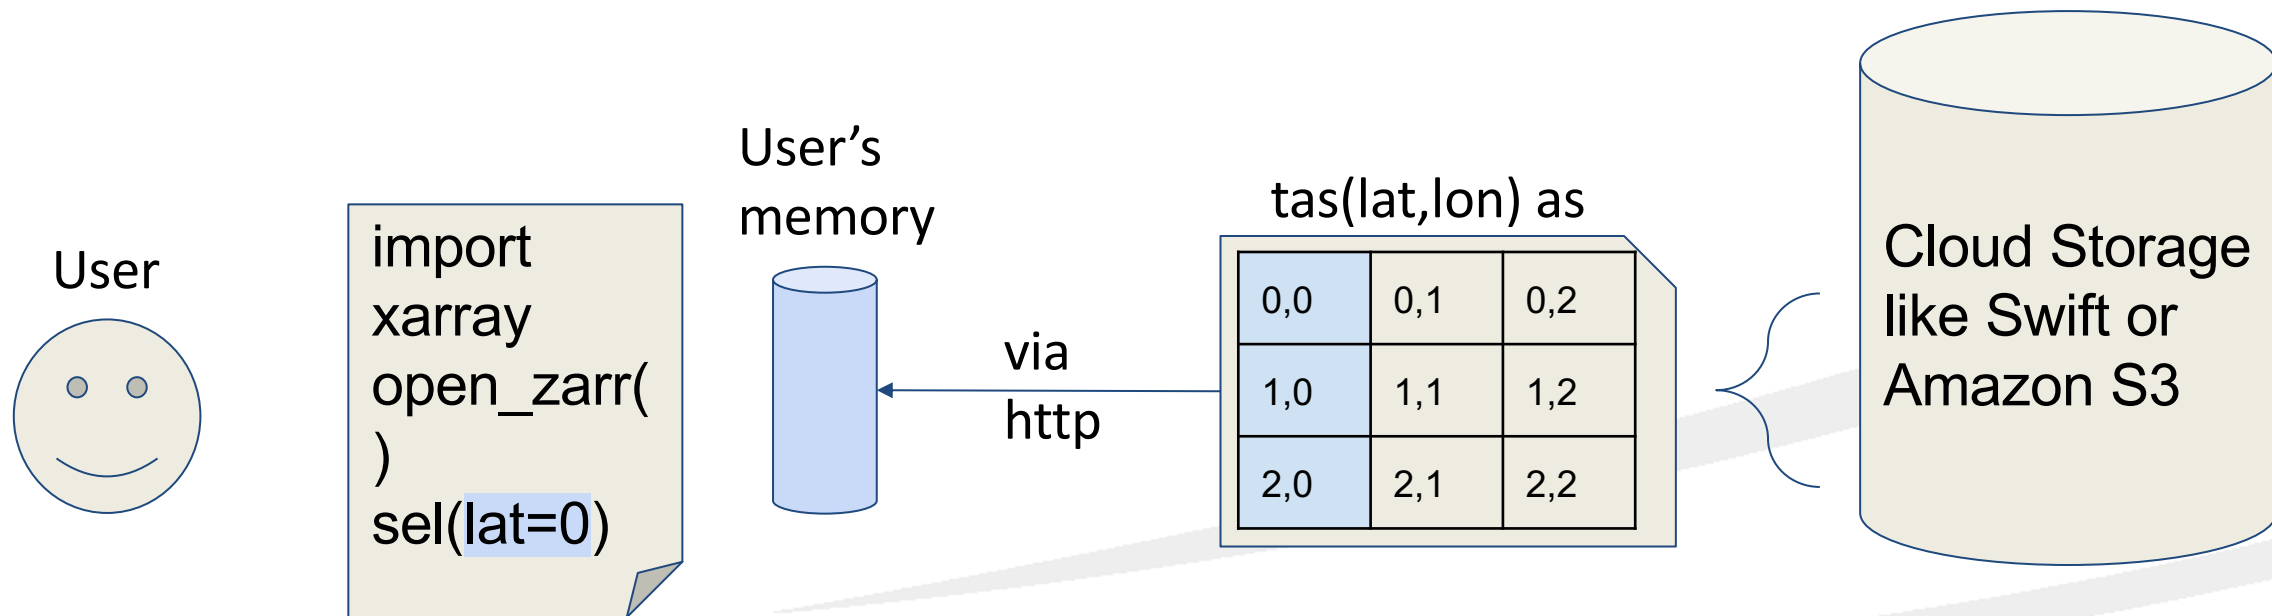 User
import
xarray
open_zarr(
)
sel(lat=0)
User’s
memory
via
http
tas(lat,lon) as
0,0 0,1 0,2
1,0 1,1 1,2
2,0 2,1 2,2
Cloud Storage
like Swift or
Amazon S3